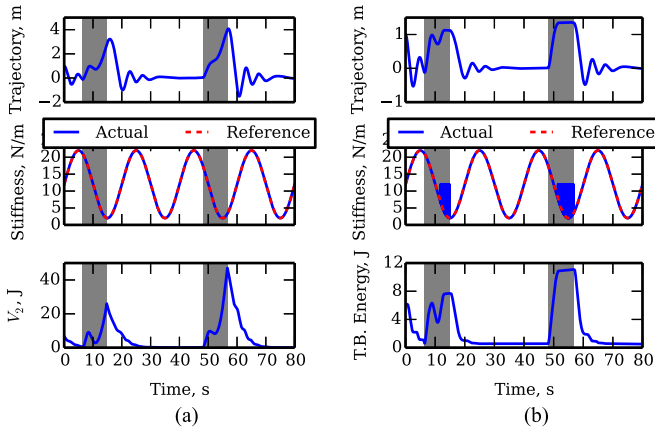 Trajectory, m
4
2
0
−2
Trajectory, m
1
0
−1
Actual
Reference
Actual
Reference
Stiffness, N/m
20
15
10
5
0
Stiffness, N/m
20
15
10
5
0
V2, J
40
20
0
0 10 20 30 40 50 60 70 80
Time, s
(a)
T.B. Energy, J
12
8
4
0
0 10 20 30 40 50 60 70 80
Time, s
(b)